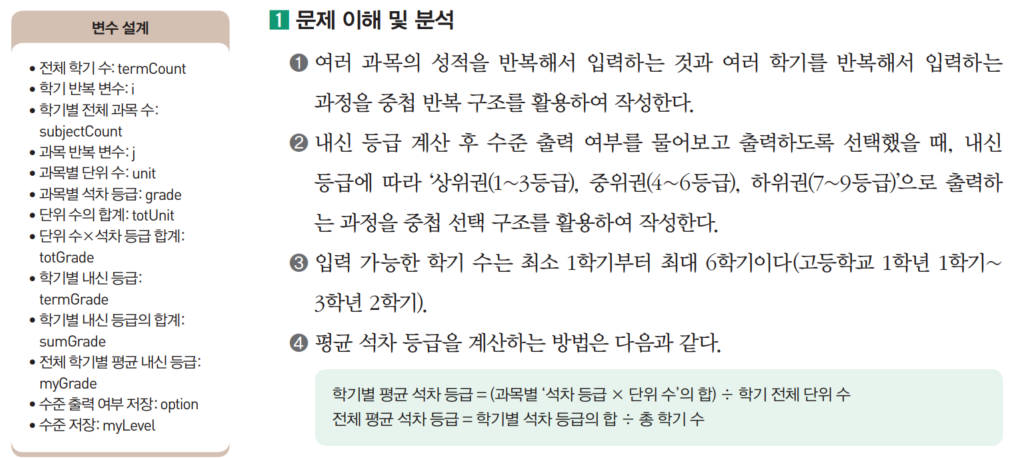 변수 설계
• 전체 학기 수: termCount
• 학기 반복 변수: i
• 학기별 전체 과목 수:
subjectCount
• 과목 반복 변수: j
• 과목별 단위 수: unit
• 과목별 석차 등급: grade
• 단위 수의 합계: totUnit
• 단위 수×석차 등급 합계:
totGrade
• 학기별 내신 등급:
termGrade
• 학기별 내신 등급의 합계:
sumGrade
• 전체 학기별 평균 내신 등급:
myGrade
• 수준 출력 여부 저장: option
• 수준 저장: myLevel
1 문제 이해 및 분석
❶ 여러 과목의 성적을 반복해서 입력하는 것과 여러 학기를 반복해서 입력하는
과정을 중첩 반복 구조를 활용하여 작성한다.
❷ 내신 등급 계산 후 수준 출력 여부를 물어보고 출력하도록 선택했을 때, 내신
등급에 따라 ‘상위권(1~3등급), 중위권(4~6등급), 하위권(7~9등급)’으로 출력하
는 과정을 중첩 선택 구조를 활용하여 작성한다.
❸ 입력 가능한 학기 수는 최소 1학기부터 최대 6학기이다(고등학교 1학년 1학기~
3학년 2학기).
❹ 평균 석차 등급을 계산하는 방법은 다음과 같다.
학기별 평균 석차 등급 = (과목별 ‘석차 등급 × 단위 수’의 합) ÷ 학기 전체 단위 수
전체 평균 석차 등급 = 학기별 석차 등급의 합 ÷ 총 학기 수